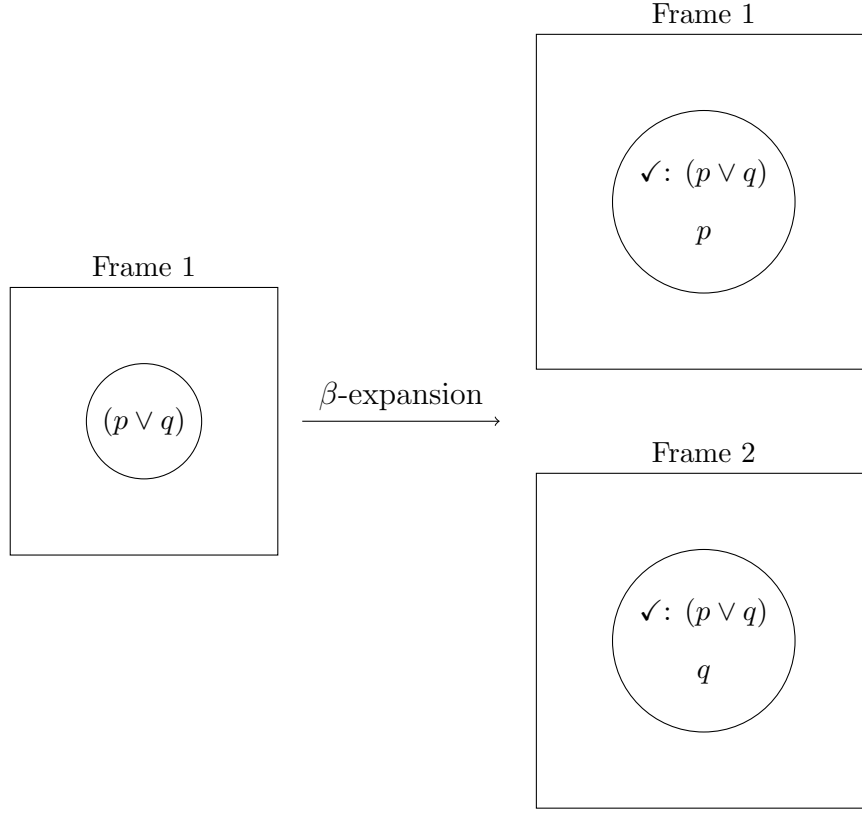 Frame 1
(p ∨ q)
β-expansion
Frame 1
✓: (p ∨ q)
p
Frame 2
✓: (p ∨ q)
q